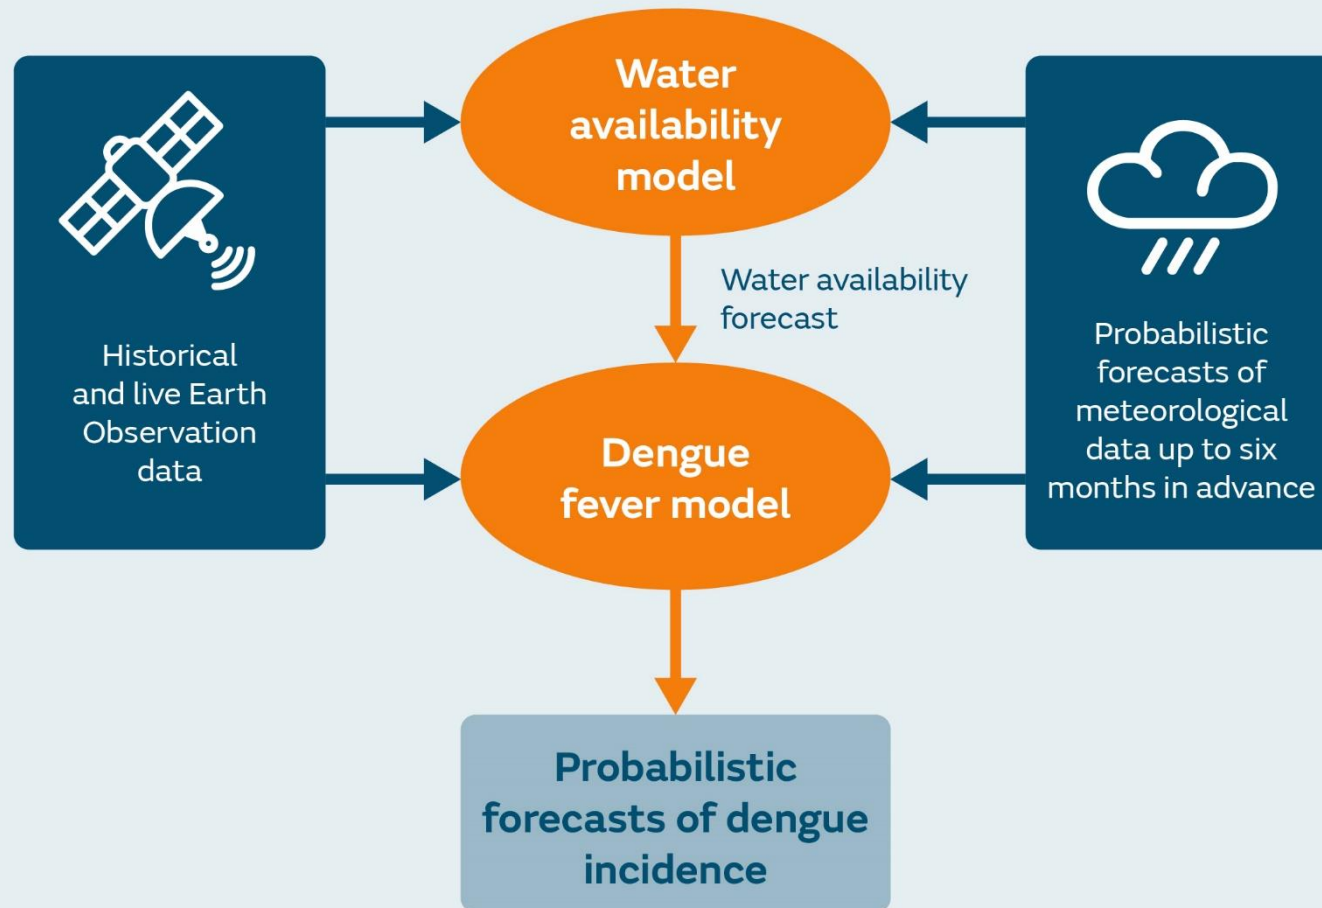 Water
availability
model
Historical
and live Earth
Observation
data
Water availability
forecast
Probabilistic
forecasts of
meteorological
data up to six
months in advance
Dengue
fever model
Probabilistic
forecasts of dengue
incidence